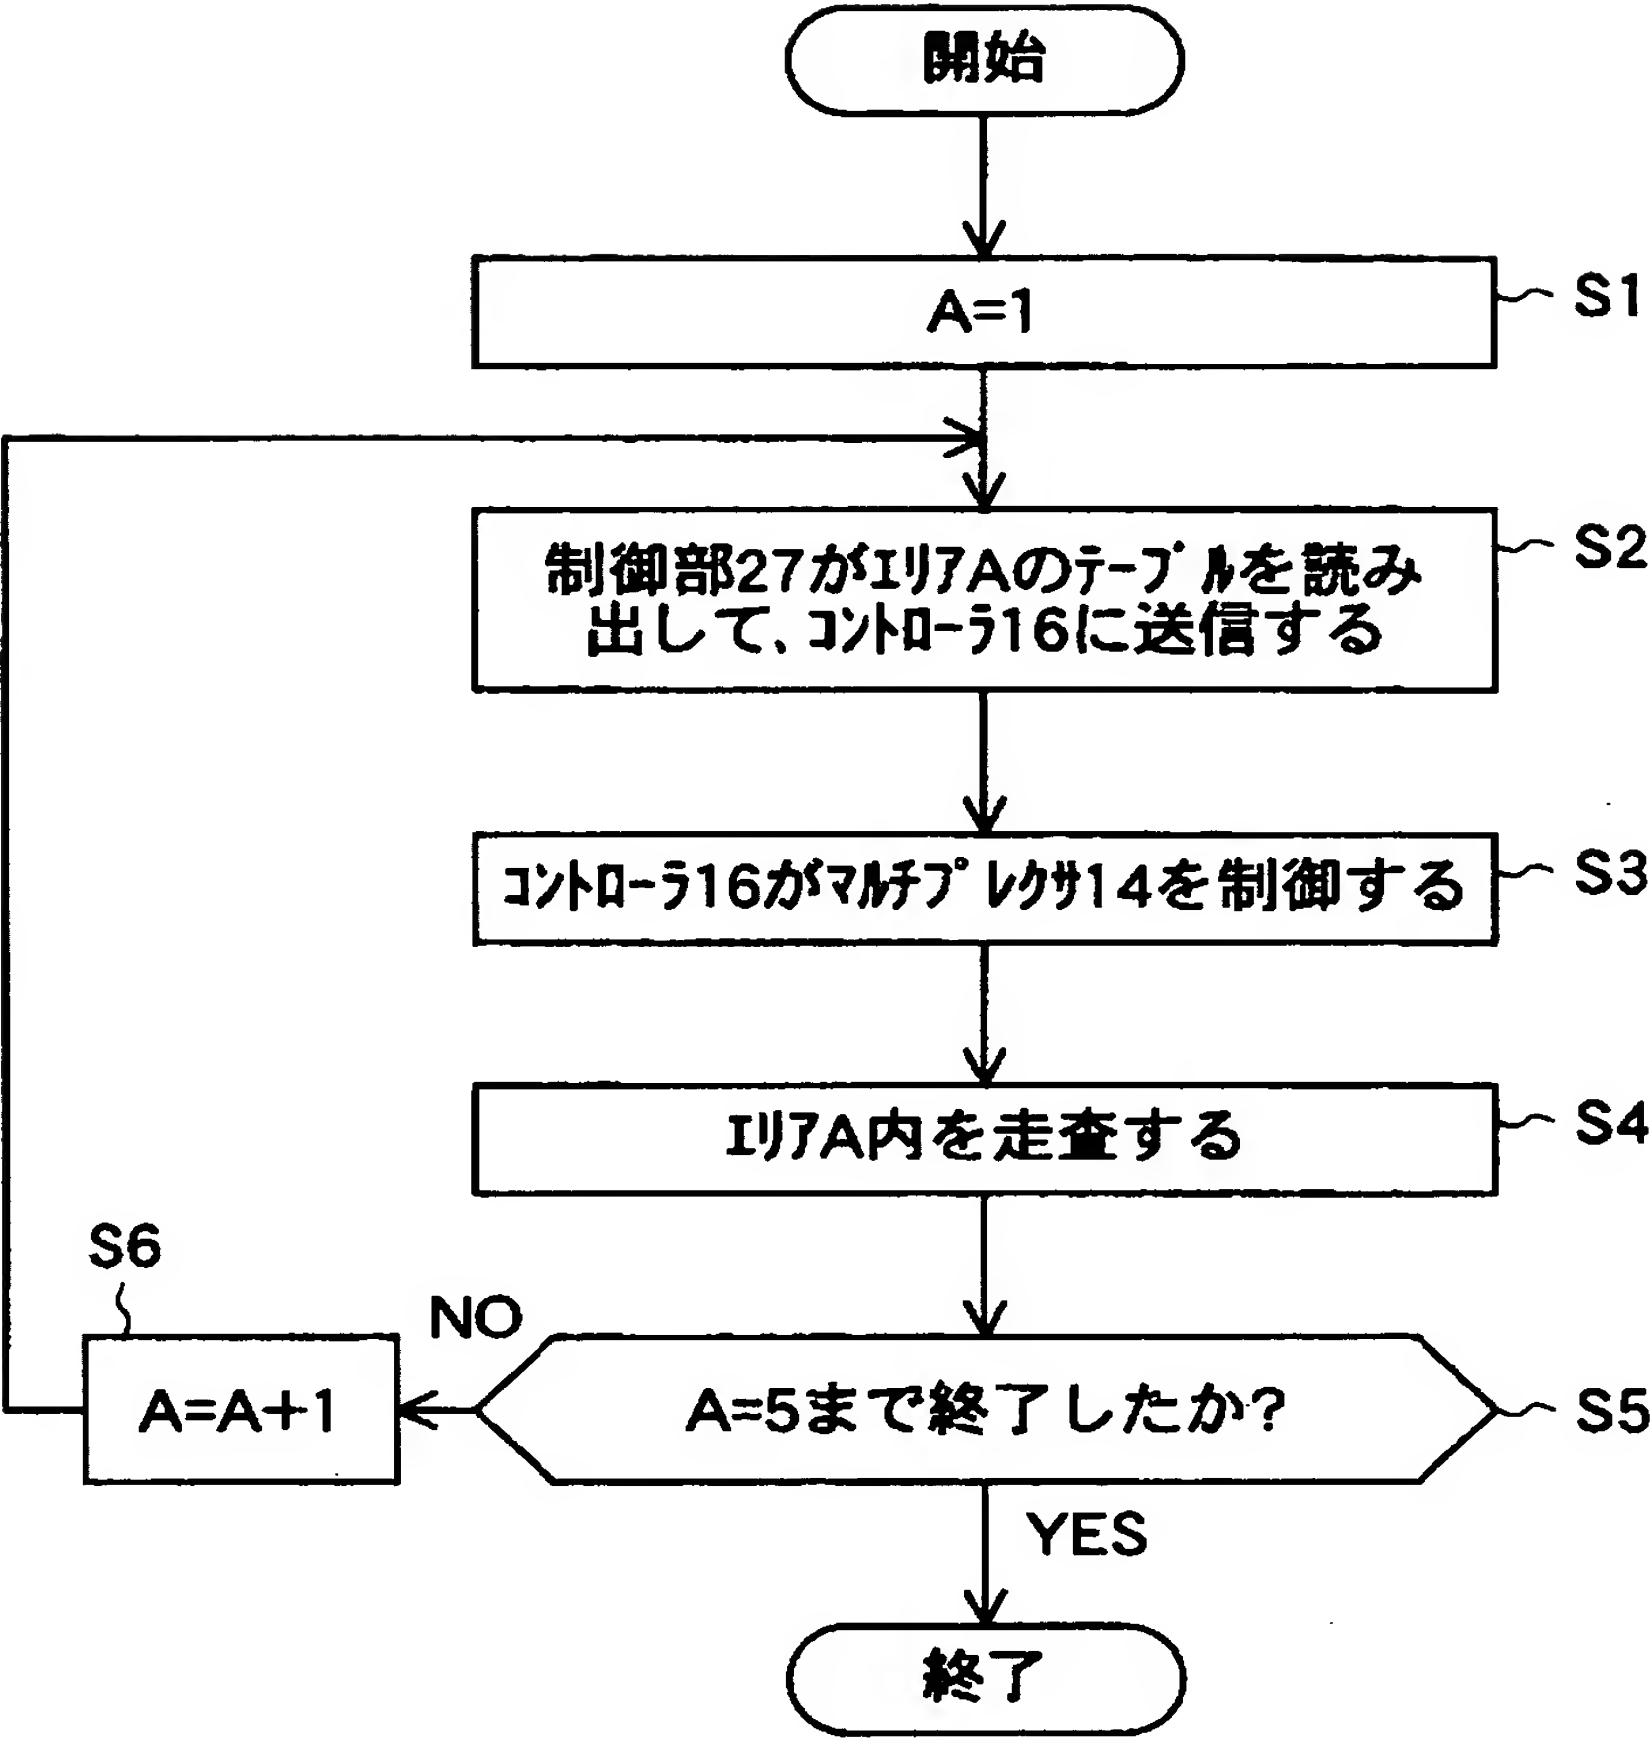 開始
A=1
S1
制御部27がｴﾘｱAのﾃｰﾌﾞﾙを読み
出して、ｺﾝﾄﾛｰﾗ16に送信する
S2
ｺﾝﾄﾛｰﾗ16がﾏﾙﾁﾌﾟﾚｸｻ14を制御する
S3
ｴﾘｱA内を走査する
S4
S6
NO
A=A+1
A=5まで終了したか?
S5
YES
終了